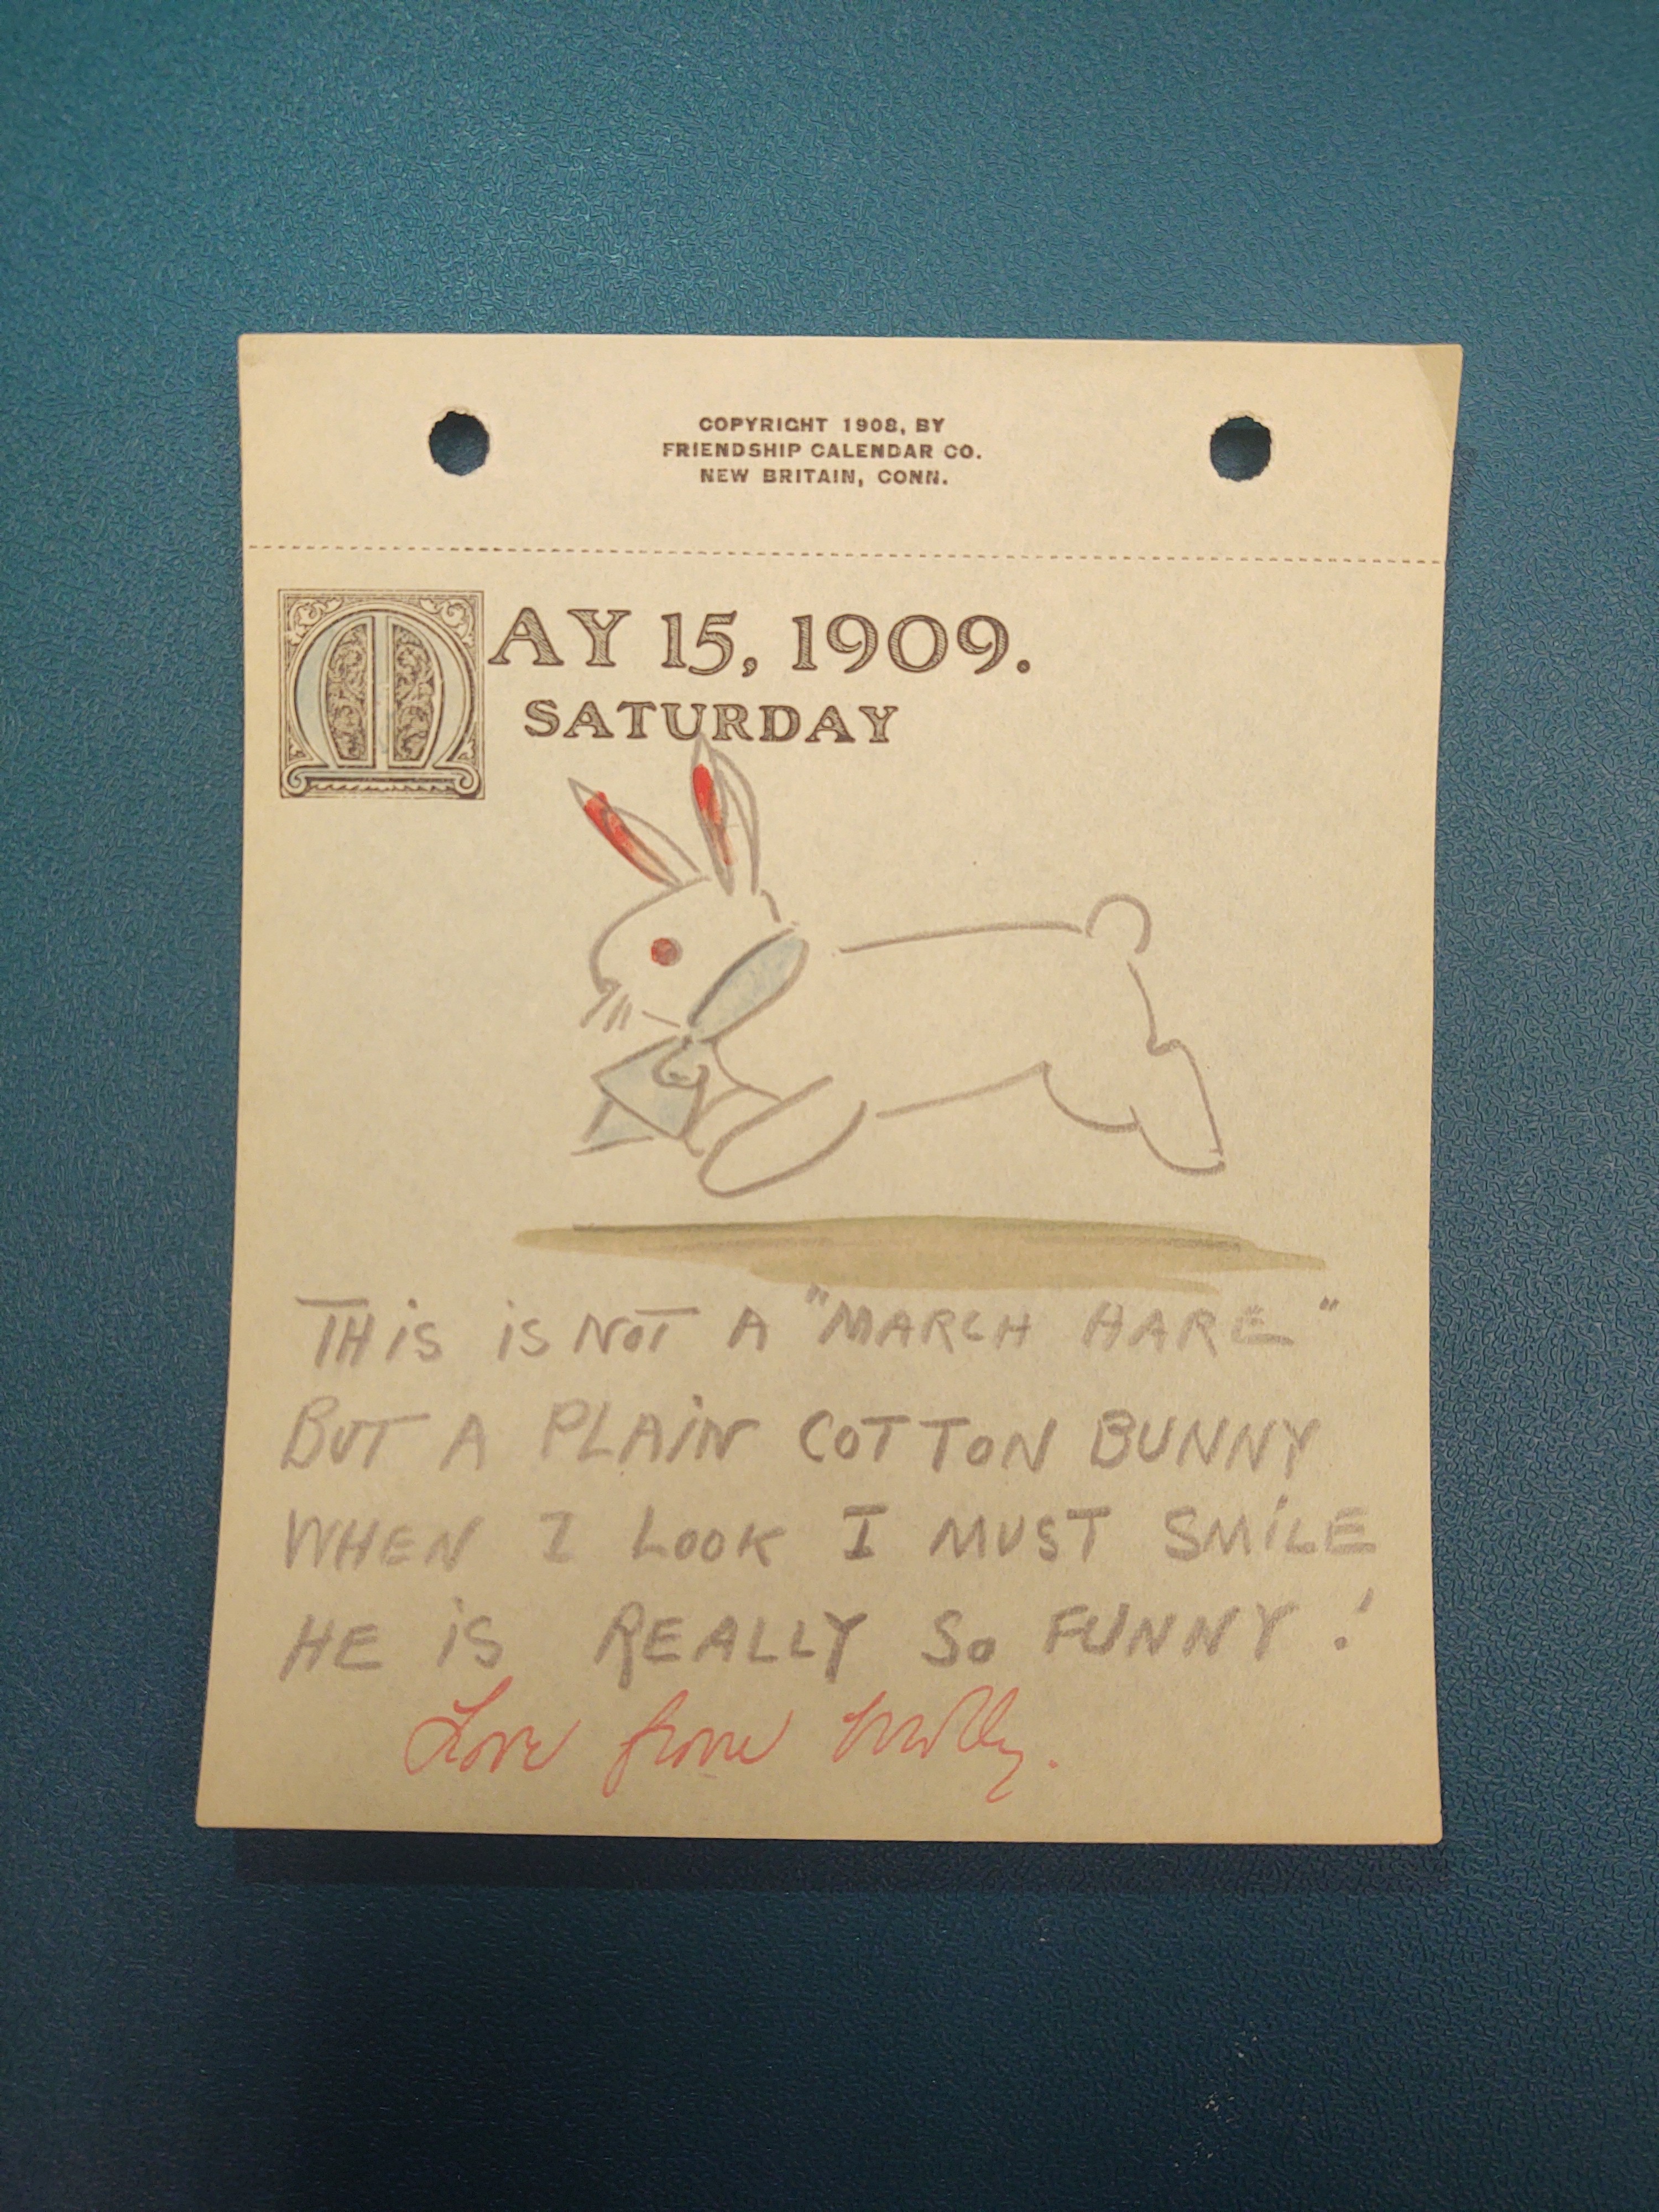 COPYRIGHT 1908, BY
FRIENDSHIP CALENDAR CO.
NEW BRITAIN, CONN.
MAY 15, 1909.
SATURDAY
THiS iS NOT A "MARCH HARE"
BUT A PLAiN COTTON BUNNY
WHEN I LOOK I MUST SMiLE
HE iS REALLY So FUNNY!
Love from Molly.